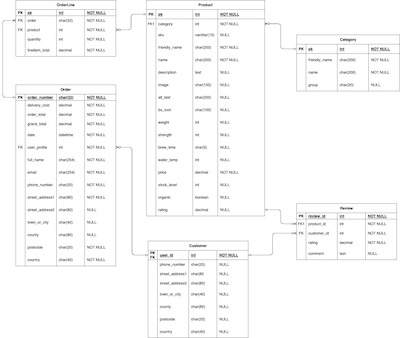 OrderLine
PK pk int NOT NULL
FK order char(32) NOT NULL
FK product int NOT NULL
quantity int NOT NULL
lineitem_total decimal NOT NULL
Order
PK order_number char(32) NOT NULL
delivery_cost decimal NOT NULL
order_total decimal NOT NULL
grand_total decimal NOT NULL
date datetime NOT NULL
FK user_profile int NOT NULL
full_name char(254) NOT NULL
email char(254) NOT NULL
phone_number char(20) NOT NULL
street_address1 char(80) NOT NULL
street_address2 char(80) NULL
town_or_city char(40) NOT NULL
county char(80) NULL
postcode char(20) NOT NULL
country char(40) NOT NULL
Product
PK pk int NOT NULL
FK1 category int NOT NULL
sku varchar(10) NULL
friendly_name char(200) NOT NULL
name char(200) NOT NULL
description text NULL
image char(150) NULL
alt_text char(200) NULL
char(100) NULL
weight int NULL
strength int NULL
brew_time char(5) NULL
water_temp int NULL
price decimal NOT NULL
stock_level int NULL
organic boolean NULL
rating decimal NULL
Category
PK pk int NOT NULL
friendly_name char(200) NOT NULL
name char(200) NOT NULL
group char(20) NULL
Review
PK review_id int NOT NULL
FK1 product_id int NOT NULL
FK customer_id int NOT NULL
rating decimal NULL
comment text NULL
Customer
PK user_id int NOT NULL
FK
phone_number char(20) NULL
street_address1 char(80 NULL
street_address2 char(80) NULL
town_or_city char(40) NULL
county char(80) NULL
postcode char(20) NULL
country char(40) NULL